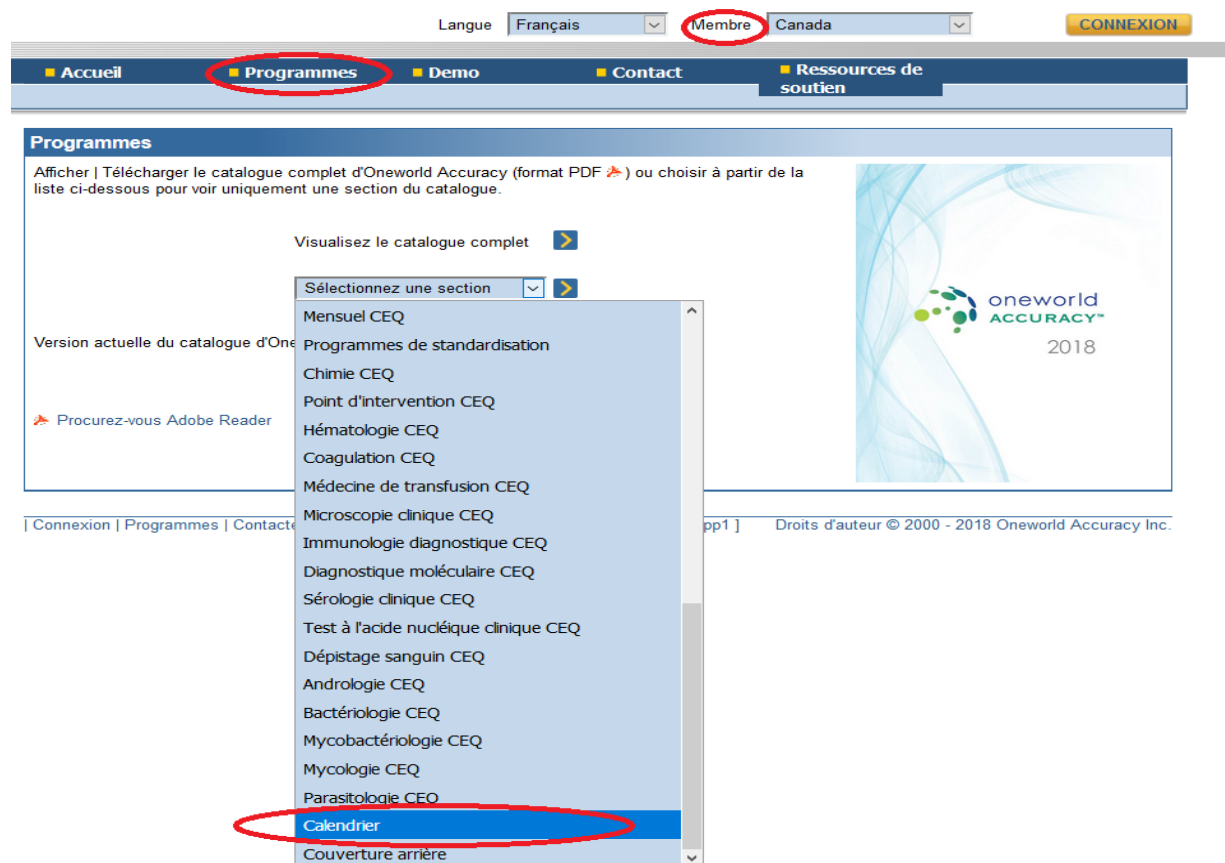 Langue Français Membre Canada CONNEXION
Accueil Programmes Demo Contact Ressources de
soutien
Programmes
Afficher | Télécharger le catalogue complet d'Oneworld Accuracy (format PDF ) ou choisir à partir de la
liste ci-dessous pour voir uniquement une section du catalogue.
Visualisez le catalogue complet
Sélectionnez une section
Mensuel CEQ
Version actuelle du catalogue d'One
Programmes de standardisation
Chimie CEQ
Point d'intervention CEQ
Procurez-vous Adobe Reader
Hématologie CEQ
Coagulation CEQ
Médecine de transfusion CEQ
Microscopie clinique CEQ
Immunologie diagnostique CEQ
Diagnostique moléculaire CEQ
Sérologie clinique CEQ
Test à l'acide nucléique clinique CEQ
Dépistage sanguin CEQ
Andrologie CEQ
Bactériologie CEQ
Mycobactériologie CEQ
Mycologie CEQ
Parasitologie CEQ
Calendrier
Couverture arrière
oneworld
ACCURACY™
2018
| Connexion | Programmes | Contacte
pp1 ] Droits d'auteur © 2000 - 2018 Oneworld Accuracy Inc.